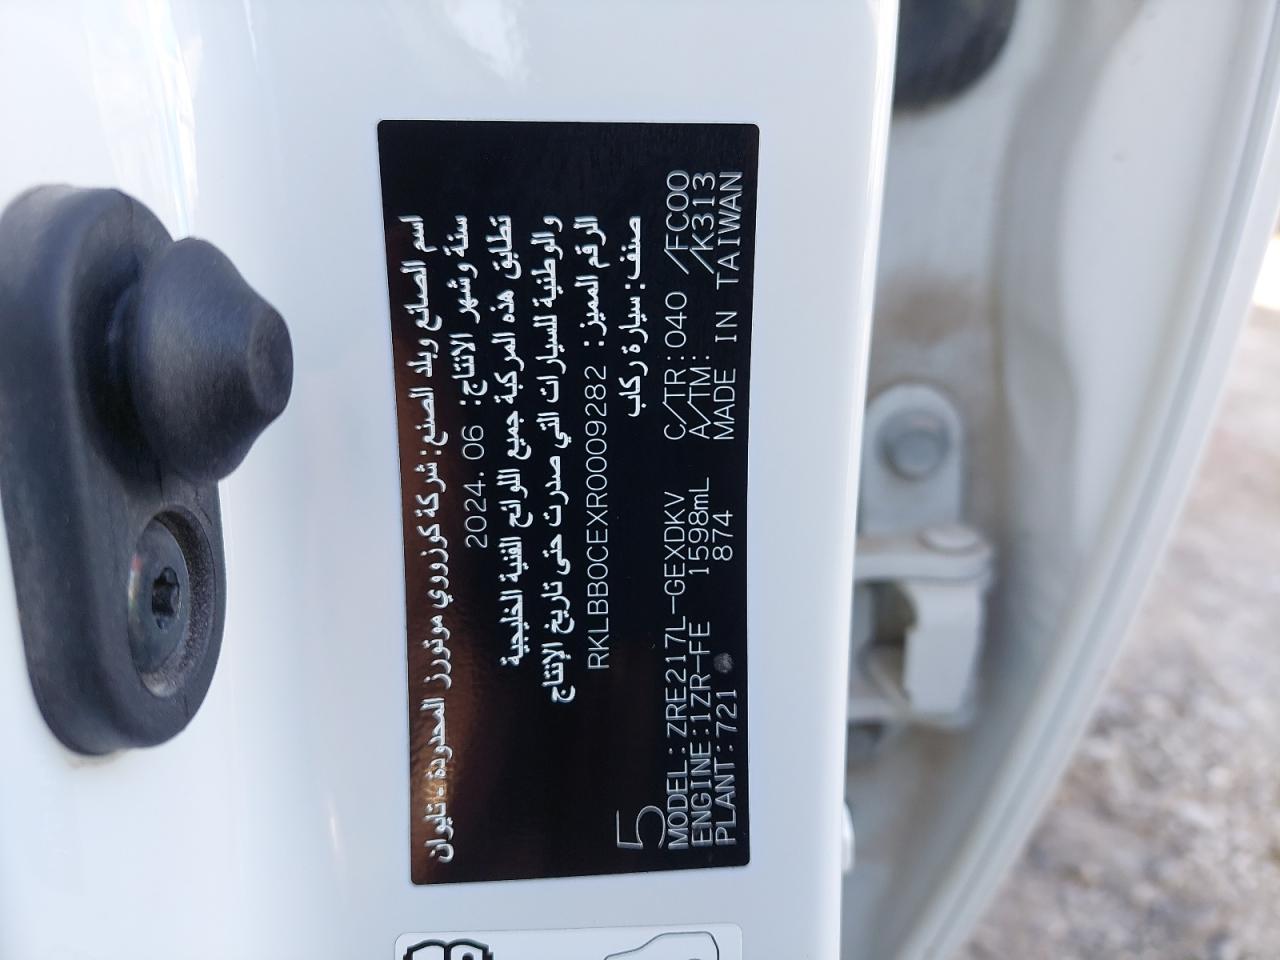 اسم الصانع وبلد الصنع: شركة كوزووي موتورز المحدودة - تايوان
سنة وشهر الانتاج: 2024. 06
تطابق هذه المركبة جميع اللوائح الفنية الخليجية
والوطنية للسيارات التي صدرت حتى تاريخ الإنتاج
الرقم المميز: RKLBB0CEXR0009282
صنف: سيارة ركاب
5
MODEL:ZRE217L-GEXDKV C/TR:040 /FC00
ENGINE:1ZR-FE 1598mL A/TM: /K313
PLANT:721 874 MADE IN TAIWAN